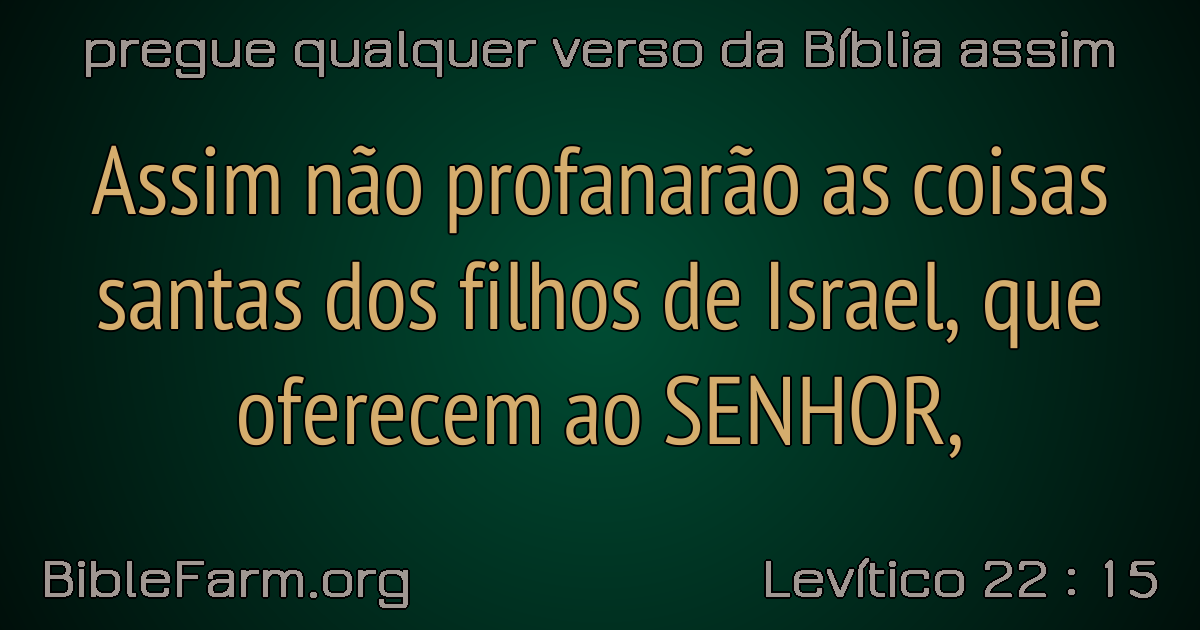 pregue qualquer verso da Bíblia assim
Assim não profanarão as coisas
santas dos filhos de Israel, que
oferecem ao SENHOR,
BibleFarm.org
Levítico 22 : 15